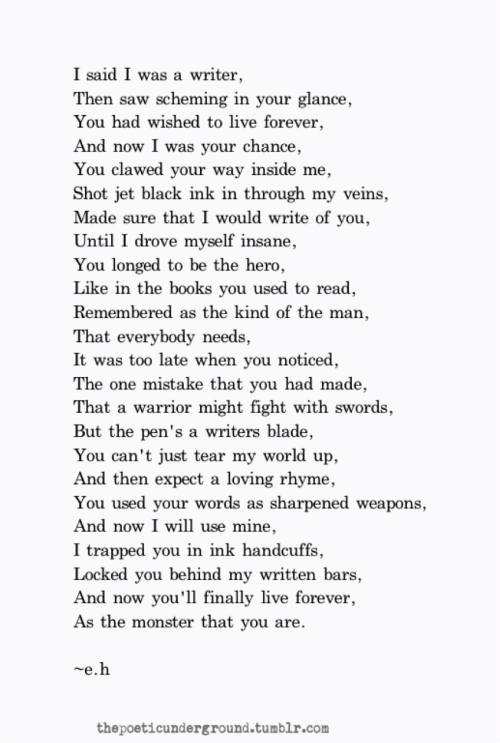 I said I was a writer,
Then saw scheming in your glance,
You had wished to live forever,
And now I was your chance,
You clawed your way inside me,
Shot jet black ink in through my veins,
Made sure that I would write of you,
Until I drove myself insane,
You longed to be the hero,
Like in the books you used to read,
Remembered as the kind of the man,
That everybody needs,
It was too late when you noticed,
The one mistake that you had made,
That a warrior might fight with swords,
But the pen's a writers blade,
You can't just tear my world up,
And then expect a loving rhyme,
You used your words as sharpened weapons,
And now I will use mine,
I trapped you in ink handcuffs,
Locked you behind my written bars,
And now you'll finally live forever,
As the monster that you are.
~e.h
thepoeticunderground.tumblr.com